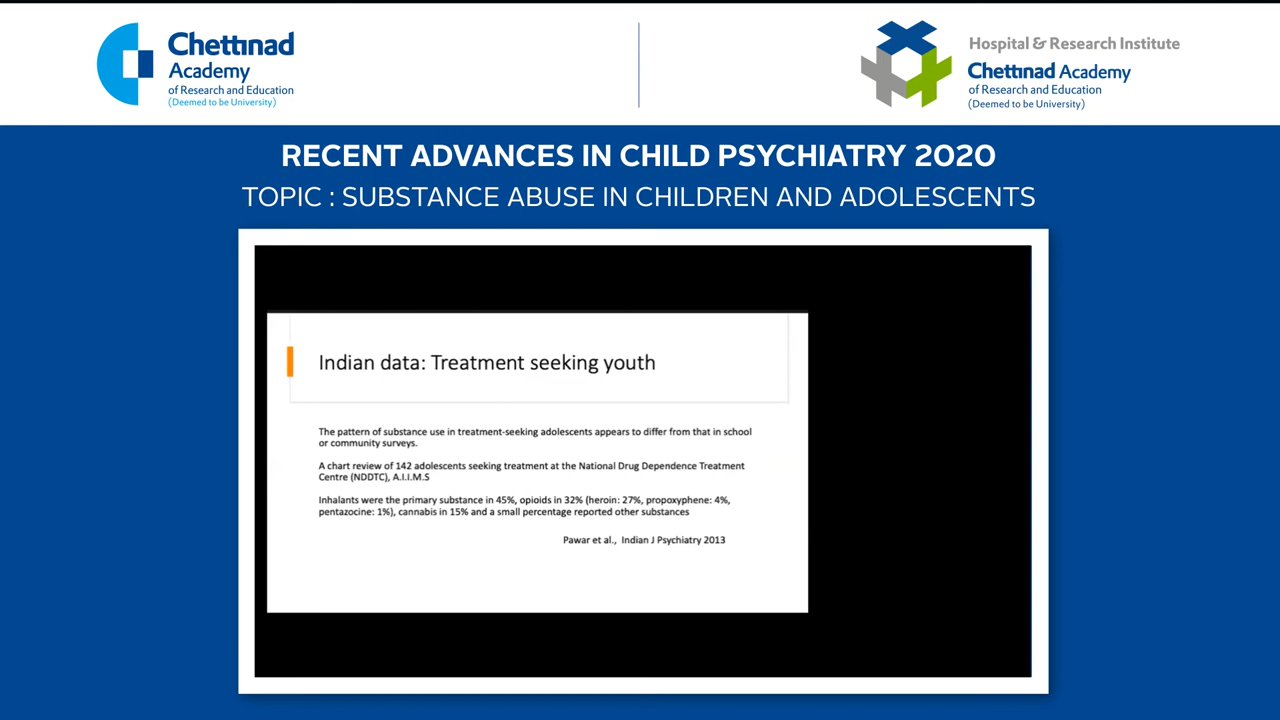 Chettinad
Academy
of Research and Education
(Deemed to be University)
Hospital & Research Institute
Chettinad Academy
of Research and Education
(Deemed to be University)
RECENT ADVANCES IN CHILD PSYCHIATRY 2020
TOPIC : SUBSTANCE ABUSE IN CHILDREN AND ADOLESCENTS
Indian data: Treatment seeking youth
The pattern of substance use in treatment-seeking adolescents appears to differ from that in school
or community surveys.
A chart review of 142 adolescents seeking treatment at the National Drug Dependence Treatment
Centre (NDDTC), A.I.I.M.S
Inhalants were the primary substance in 45%, opioids in 32% (heroin: 27%, propoxyphene: 4%,
pentazocine: 1%), cannabis in 15% and a small percentage reported other substances
Pawar et al., Indian J Psychiatry 2013